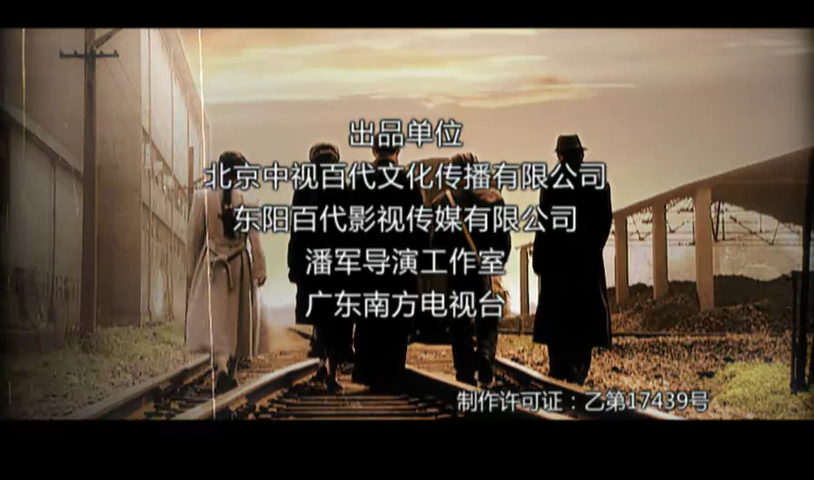 出品单位
北京中视百代文化传播有限公司
东阳百代影视传媒有限公司
潘军导演工作室
广东南方电视台
制作许可证：乙第17439号